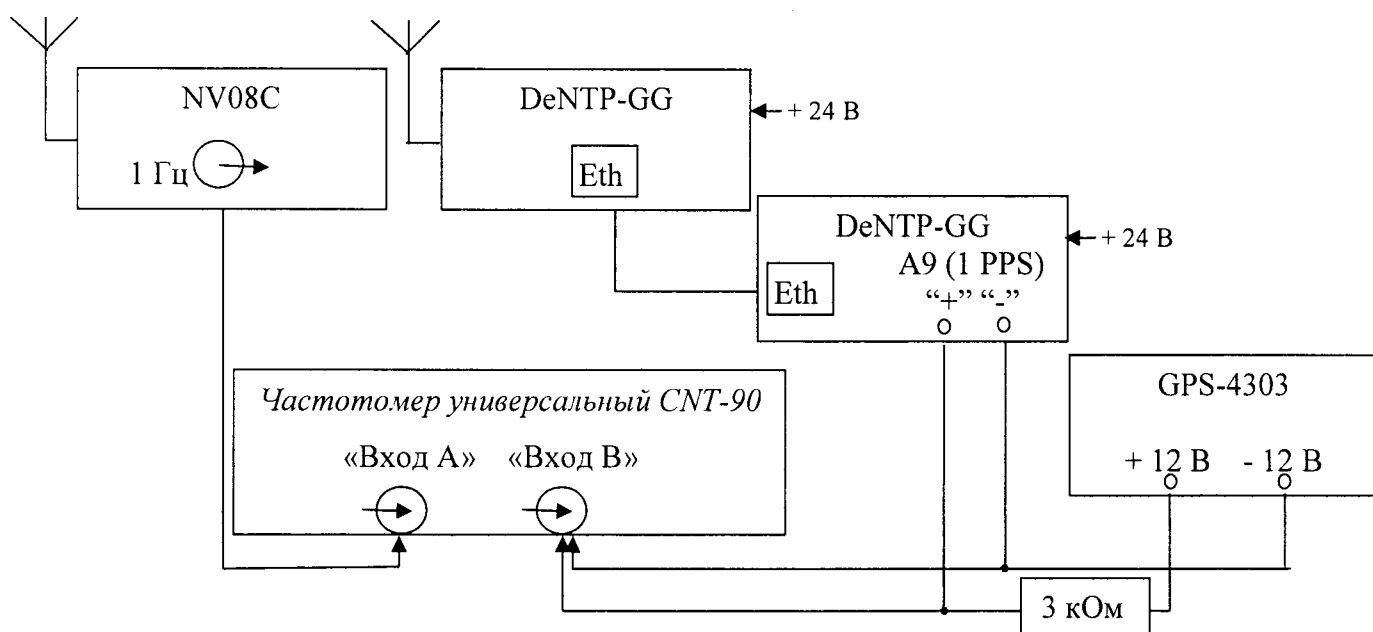 NV08C
1 Гц
DeNTP-GG
+ 24 В
Eth
DeNTP-GG
+ 24 В
A9 (1 PPS)
“+” “-”
Eth
GPS-4303
+ 12 В - 12 В
Частотомер универсальный CNT-90
«Вход А» «Вход В»
3 кОм